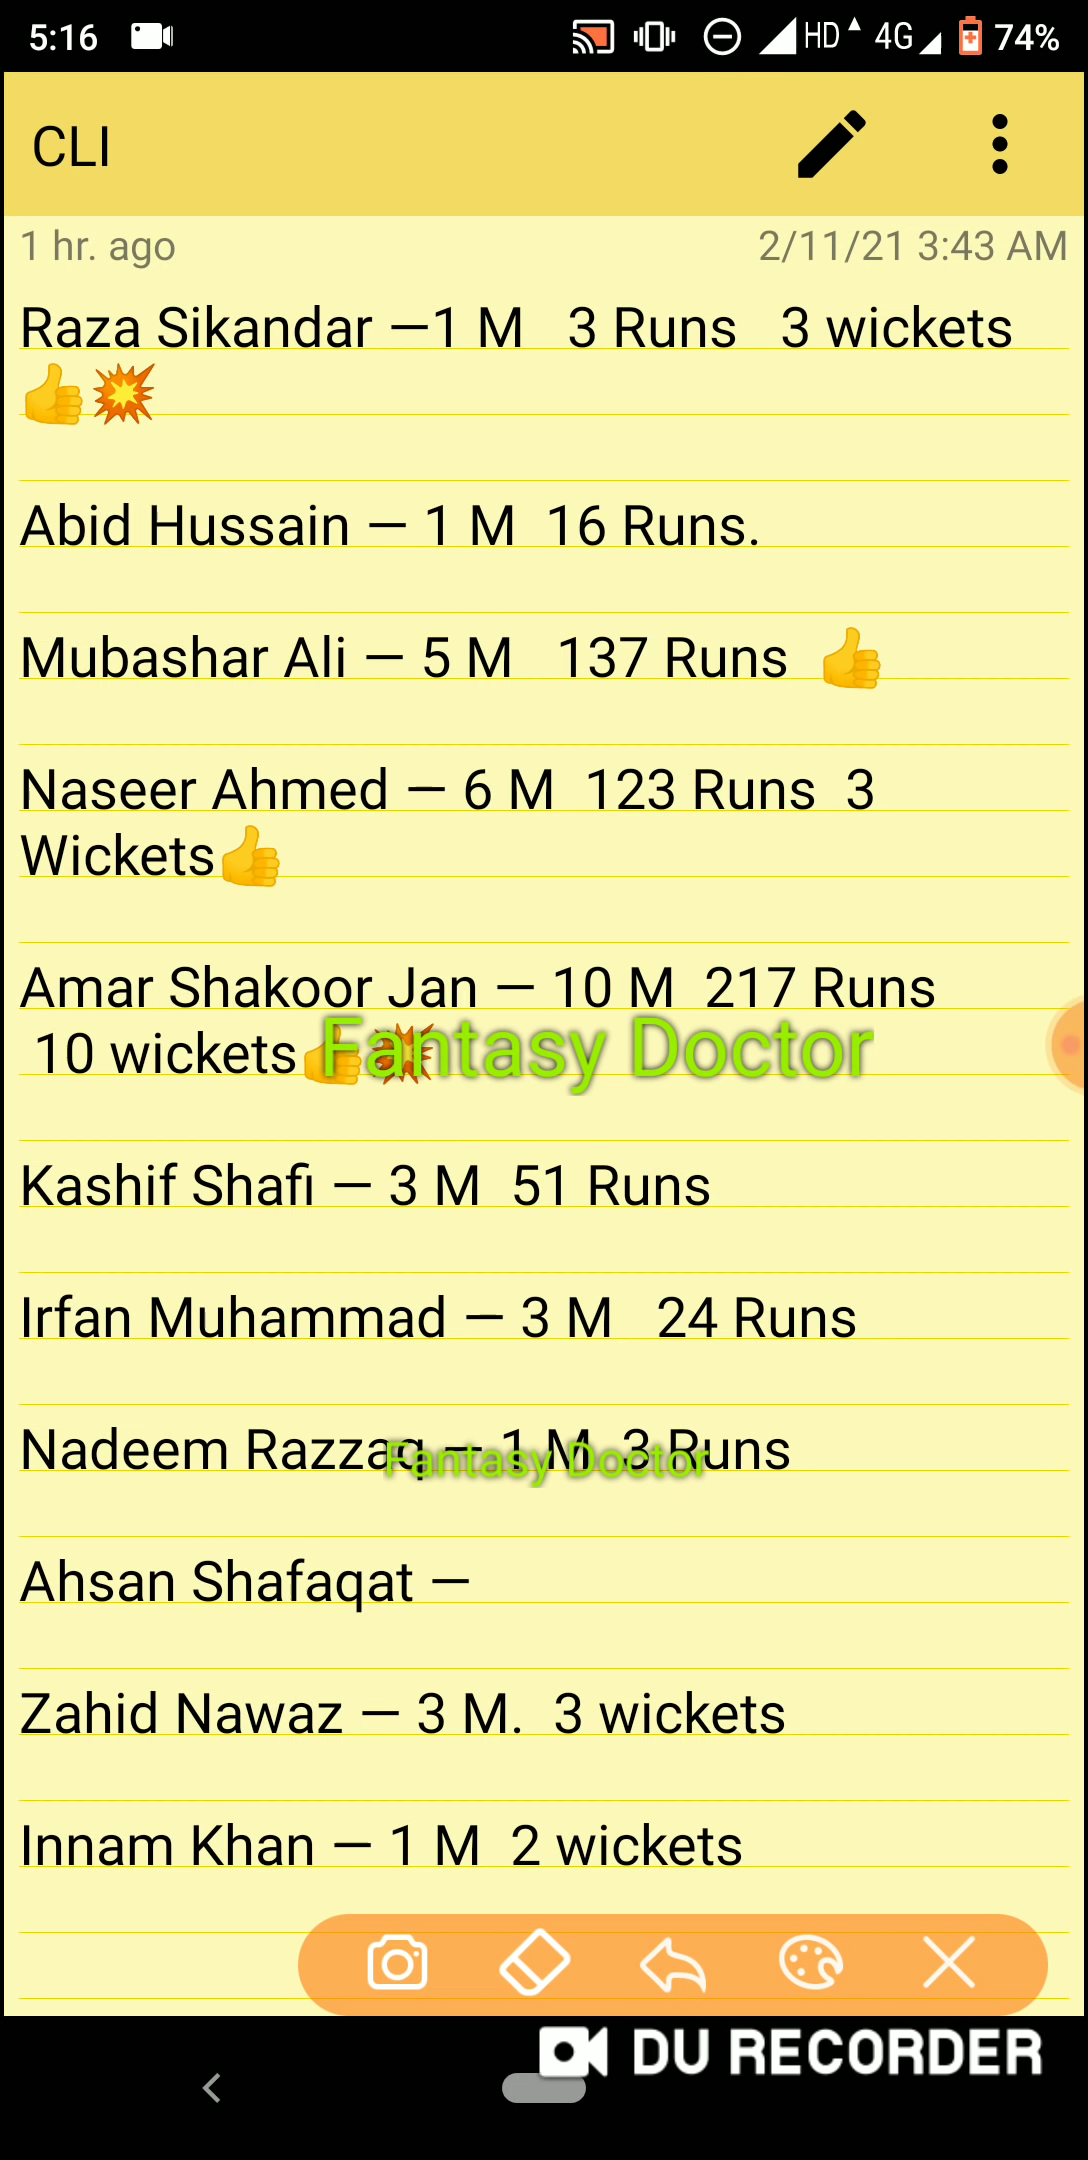 5:16 HD 4G 74%
CLI
1 hr. ago 2/11/21 3:43 AM
Raza Sikandar —1 M 3 Runs 3 wickets
👍💥
Abid Hussain — 1 M 16 Runs.
Mubashar Ali — 5 M 137 Runs 👍
Naseer Ahmed — 6 M 123 Runs 3
Wickets👍
Amar Shakoor Jan — 10 M 217 Runs
10 wickets👍💥
Fantasy Doctor
Kashif Shafi — 3 M 51 Runs
Irfan Muhammad — 3 M 24 Runs
Nadeem Razzaq — 1 M 3 Runs
Fantasy Doctor
Ahsan Shafaqat —
Zahid Nawaz — 3 M. 3 wickets
Innam Khan — 1 M 2 wickets
DU RECORDER